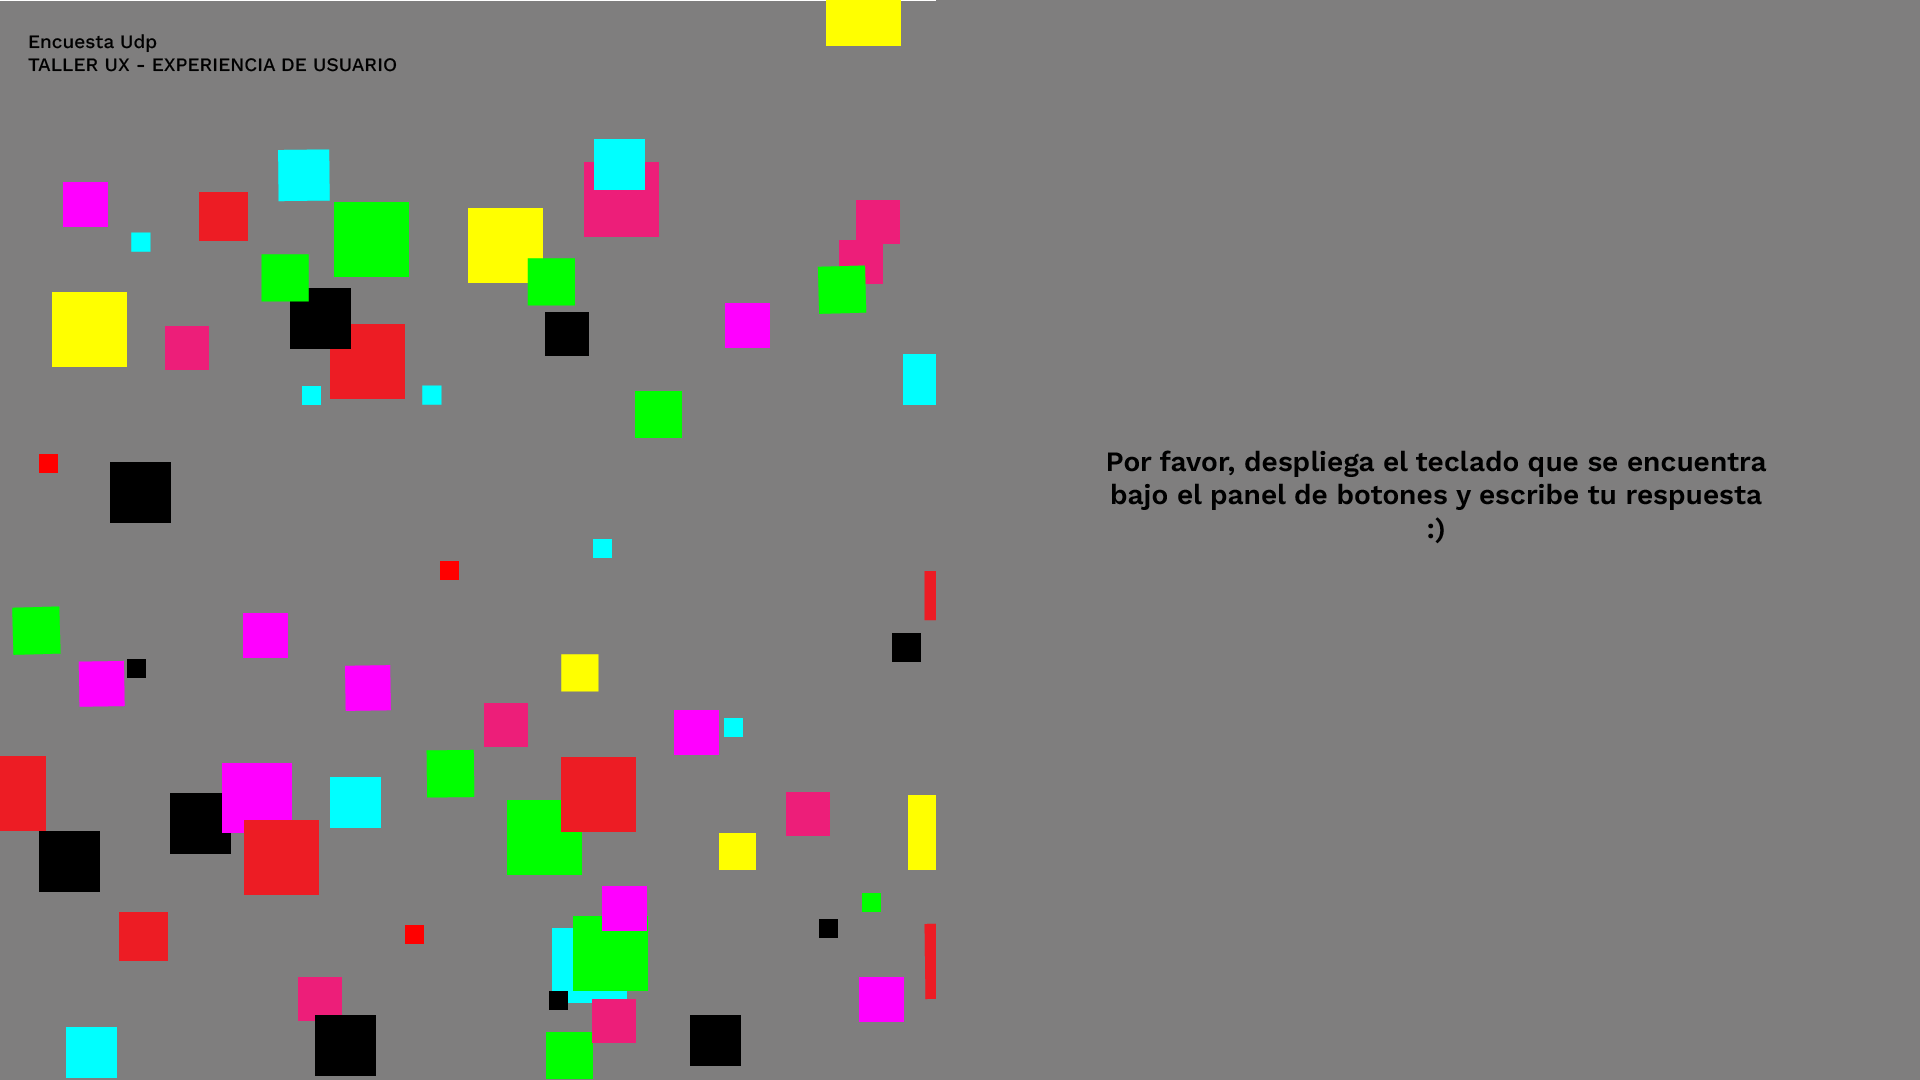 Encuesta Udp
TALLER UX - EXPERIENCIA DE USUARIO
Por favor, despliega el teclado que se encuentra
bajo el panel de botones y escribe tu respuesta
:)